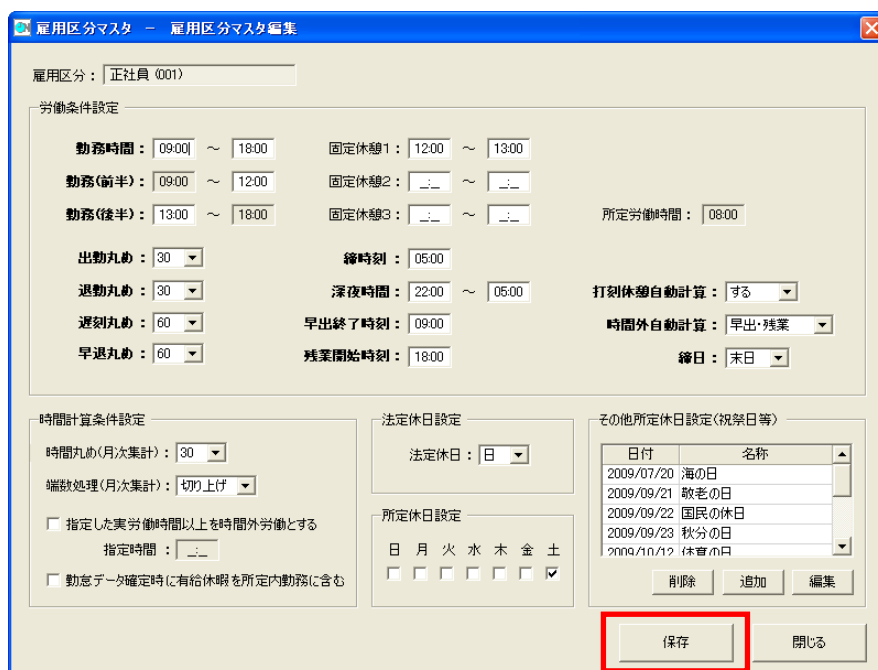 雇用区分マスタ － 雇用区分マスタ編集
雇用区分： 正社員 (001)
労働条件設定
勤務時間： 09:00 ～ 18:00 固定休憩1： 12:00 ～ 13:00
勤務(前半)： 09:00 ～ 12:00 固定休憩2： _:_ ～ _:_
勤務(後半)： 13:00 ～ 18:00 固定休憩3： _:_ ～ _:_ 所定労働時間： 08:00
出勤丸め： 30 締時刻： 05:00
退勤丸め： 30 深夜時間： 22:00 ～ 05:00 打刻休憩自動計算： する
遅刻丸め： 60 早出終了時刻： 09:00 時間外自動計算： 早出・残業
早退丸め： 60 残業開始時刻： 18:00 締日： 末日
時間計算条件設定
時間丸め(月次集計)： 30
端数処理(月次集計)： 切り上げ
指定した実労働時間以上を時間外労働とする
指定時間： _:_
勤怠データ確定時に有給休暇を所定内勤務に含む
法定休日設定
法定休日： 日
所定休日設定
日 月 火 水 木 金 土
その他所定休日設定(祝祭日等)
日付 名称
2009/07/20 海の日
2009/09/21 敬老の日
2009/09/22 国民の休日
2009/09/23 秋分の日
2009/10/12 体育の日
削除 追加 編集
保存 閉じる